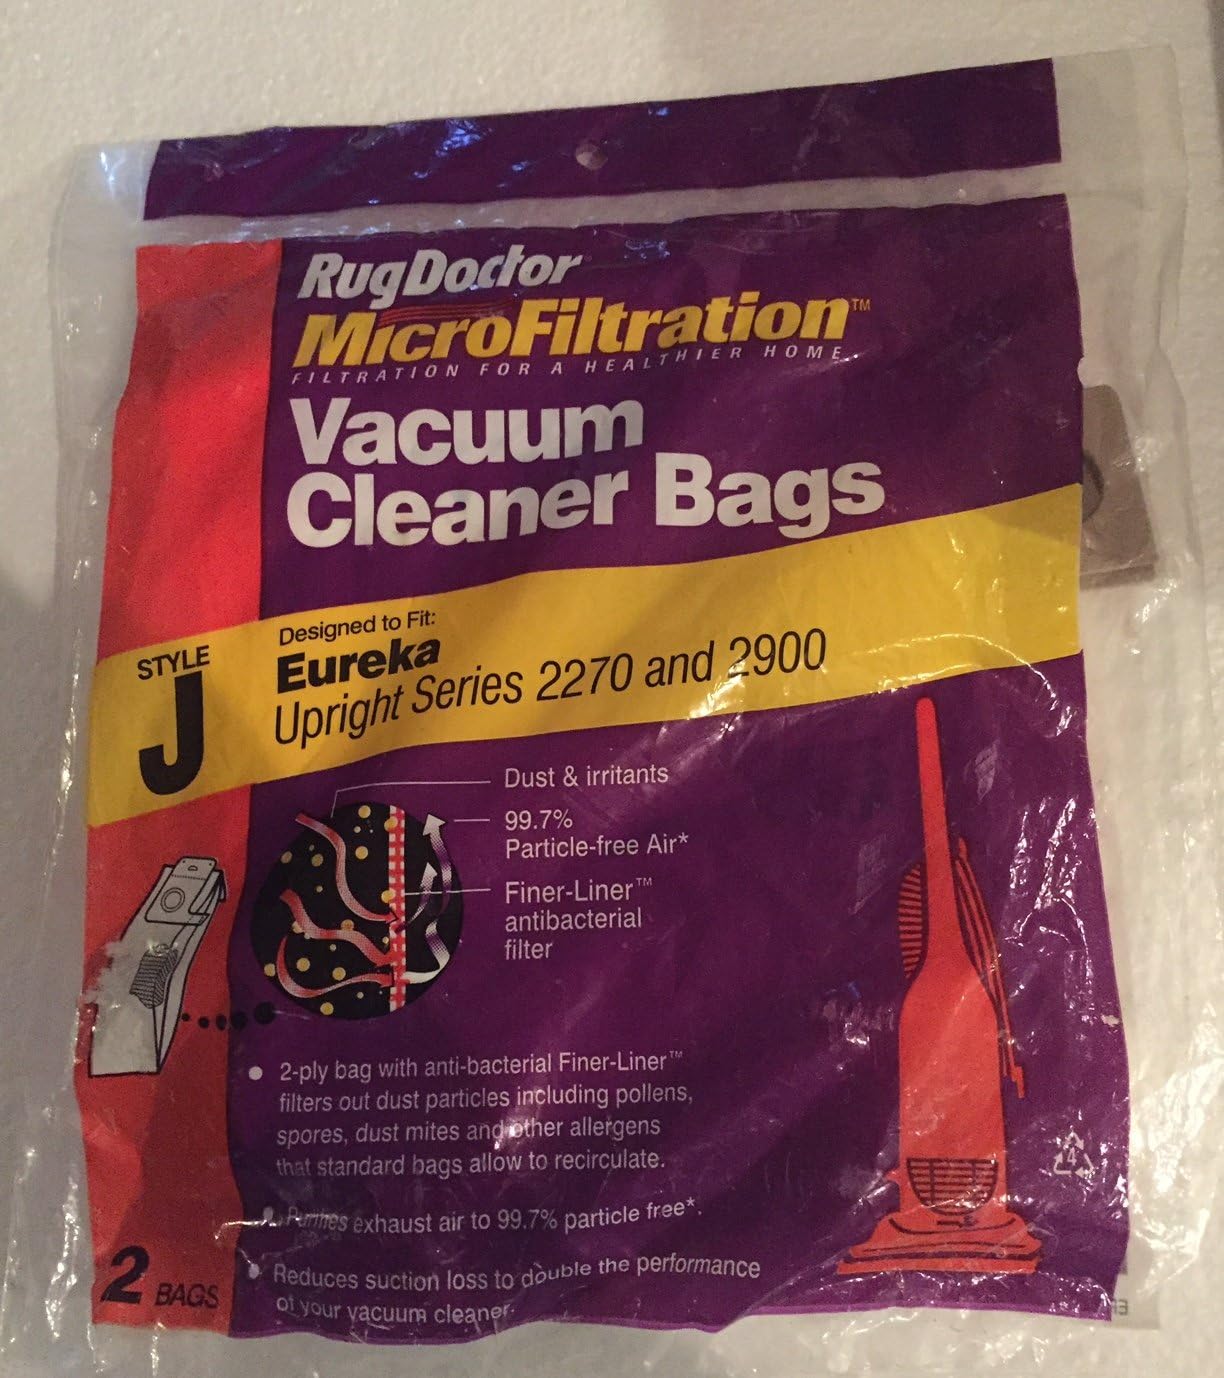 RugDoctor
MicroFiltration™
FILTRATION FOR A HEALTHIER HOME
Vacuum
Cleaner Bags
STYLE
J
Designed to Fit:
Eureka
Upright Series 2270 and 2900
Dust & irritants
99.7%
Particle-free Air*
Finer-Liner™
antibacterial
filter
• 2-ply bag with anti-bacterial Finer-Liner™
filters out dust particles including pollens,
spores, dust mites and other allergens
that standard bags allow to recirculate.
• Purifies exhaust air to 99.7% particle free*.
• Reduces suction loss to double the performance
of your vacuum cleaner.
4
2 BAGS